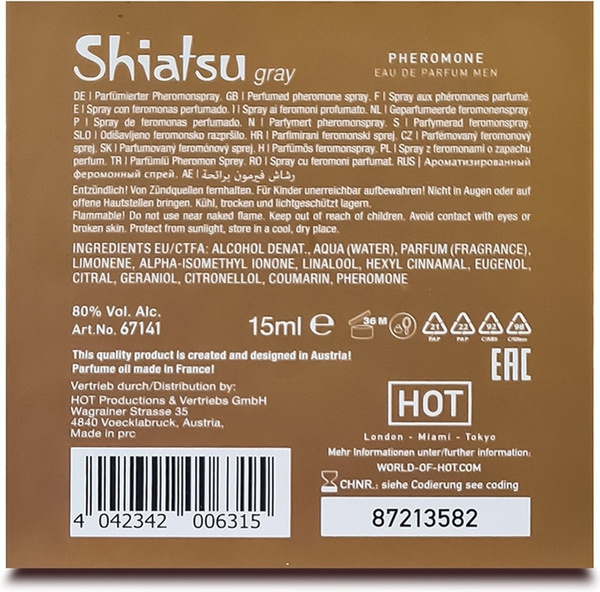 Shiatsu gray
PHEROMONE
EAU DE PARFUM MEN
DE | Parfümierter Pheromonspray. GB | Perfumed pheromone spray. F | Spray aux phéromones parfumé.
E | Spray con feromonas perfumado. I | Spray ai feromoni profumato. NL | Geparfumeerde feromonenspray.
P | Spray de feromonas perfumado. N | Parfymert pheromonspray. S | Parfymerad feromonspray.
SLO | Odišavljeno feromonsko razpršilo. HR | Parfimirani feromonski sprej. CZ | Parfémovaný feromonový
sprej. SK | Parfumovaný feromónový sprej. H | Parfümös feromonspray. PL | Spray z feromonami o zapachu
perfum. TR | Parfümlü Pheromon Sprey. RO | Spray cu feromoni parfumat. RUS | Ароматизированный
феромонный спрей. AE | رشاش فيرمون برائحة
Entzündlich! Von Zündquellen fernhalten. Für Kinder unerreichbar aufbewahren! Nicht in Augen oder auf
offene Hautstellen bringen. Kühl, trocken und lichtgeschützt lagern.
Flammable! Do not use near naked flame. Keep out of reach of children. Avoid contact with eyes or
broken skin. Protect from sunlight, store in a cool, dry place.
INGREDIENTS EU/CTFA: ALCOHOL DENAT., AQUA (WATER), PARFUM (FRAGRANCE),
LIMONENE, ALPHA-ISOMETHYL IONONE, LINALOOL, HEXYL CINNAMAL, EUGENOL,
CITRAL, GERANIOL, CITRONELLOL, COUMARIN, PHEROMONE
80% Vol. Alc.
Art.No. 67141
15ml e
36 M
21 PAP
22 PAP
92 C/ABS
98
EAC
This quality product is created and designed in Austria!
Parfume oil made in France!
Vertrieb durch/Distribution by:
HOT Productions & Vertriebs GmbH
Wagrainer Strasse 35
4840 Voecklabruck, Austria,
Made in prc
HOT
London - Miami - Tokyo
Mehr Informationen unter/further information:
WORLD-OF-HOT.COM
CHNR.: siehe Codierung see coding
4 042342 006315
87213582